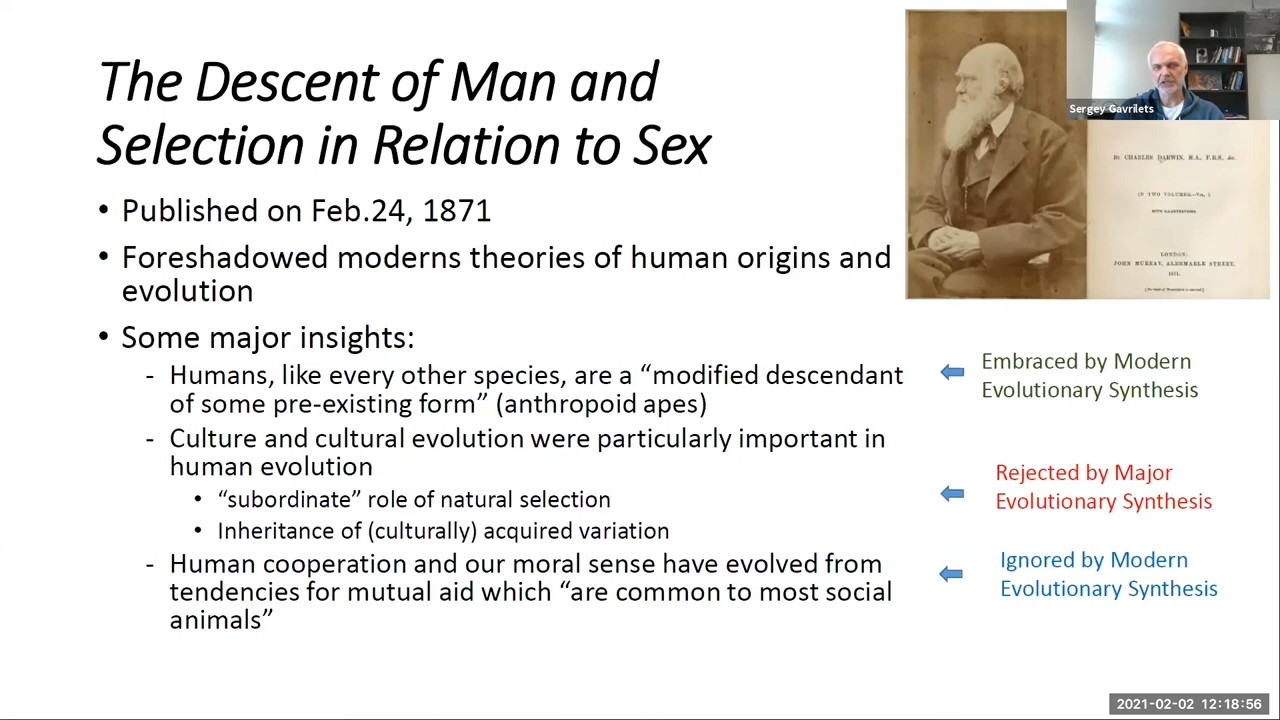 The Descent of Man and
Selection in Relation to Sex
• Published on Feb.24, 1871
• Foreshadowed moderns theories of human origins and
evolution
• Some major insights:
- Humans, like every other species, are a “modified descendant
of some pre-existing form” (anthropoid apes)
- Culture and cultural evolution were particularly important in
human evolution
• “subordinate” role of natural selection
• Inheritance of (culturally) acquired variation
- Human cooperation and our moral sense have evolved from
tendencies for mutual aid which “are common to most social
animals”
Sergey Gavrilets
By CHARLES DARWIN, M.A., F.R.S., &c.
IN TWO VOLUMES.—VOL. I.
WITH ILLUSTRATIONS.
LONDON:
JOHN MURRAY, ALBEMARLE STREET,
1871.
Embraced by Modern
Evolutionary Synthesis
Rejected by Major
Evolutionary Synthesis
Ignored by Modern
Evolutionary Synthesis
2021-02-02 12:18:56